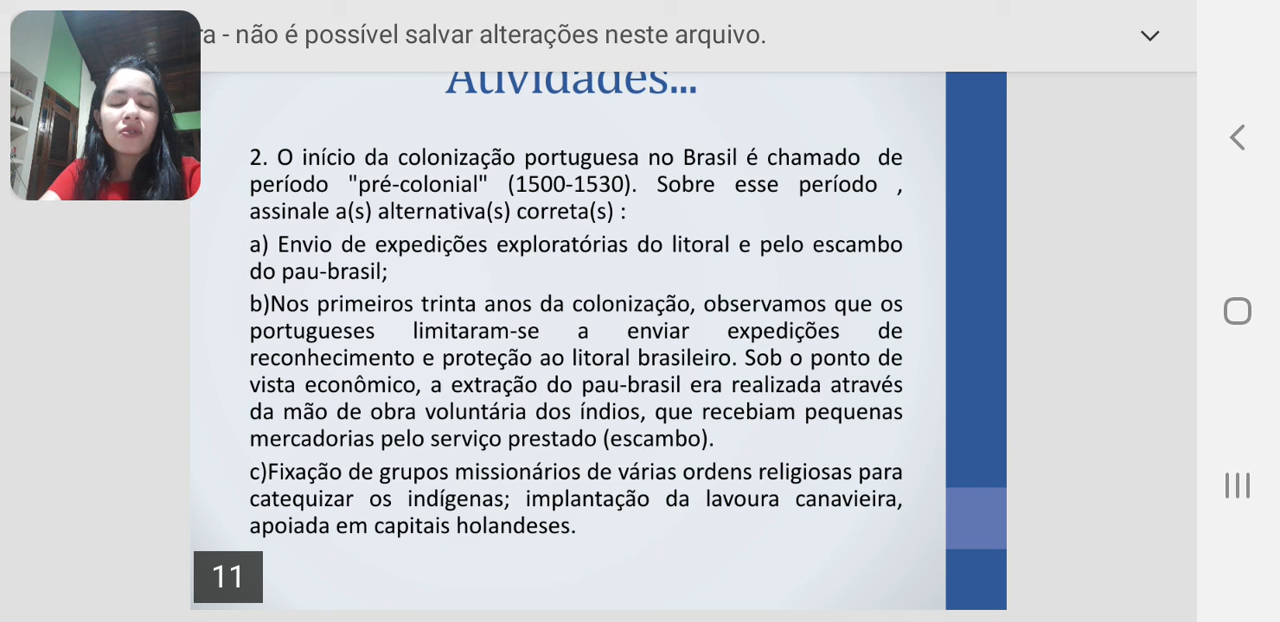 - não é possível salvar alterações neste arquivo.
Atividades...
2. O início da colonização portuguesa no Brasil é chamado de
período "pré-colonial" (1500-1530). Sobre esse período ,
assinale a(s) alternativa(s) correta(s) :
a) Envio de expedições exploratórias do litoral e pelo escambo
do pau-brasil;
b)Nos primeiros trinta anos da colonização, observamos que os
portugueses limitaram-se a enviar expedições de
reconhecimento e proteção ao litoral brasileiro. Sob o ponto de
vista econômico, a extração do pau-brasil era realizada através
da mão de obra voluntária dos índios, que recebiam pequenas
mercadorias pelo serviço prestado (escambo).
c)Fixação de grupos missionários de várias ordens religiosas para
catequizar os indígenas; implantação da lavoura canavieira,
apoiada em capitais holandeses.
11